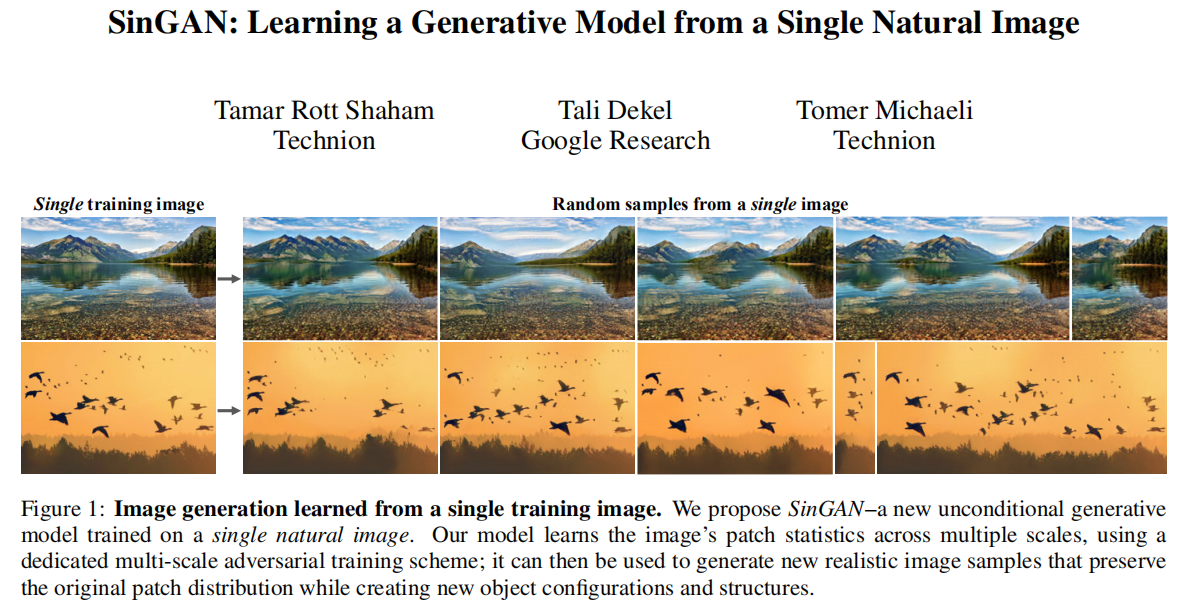 SinGAN: Learning a Generative Model from a Single Natural Image
Tamar Rott Shaham
Technion
Tali Dekel
Google Research
Tomer Michaeli
Technion
Single training image
Random samples from a single image
Figure 1: Image generation learned from a single training image. We propose SinGAN–a new unconditional generative
model trained on a single natural image. Our model learns the image's patch statistics across multiple scales, using a
dedicated multi-scale adversarial training scheme; it can then be used to generate new realistic image samples that preserve
the original patch distribution while creating new object configurations and structures.